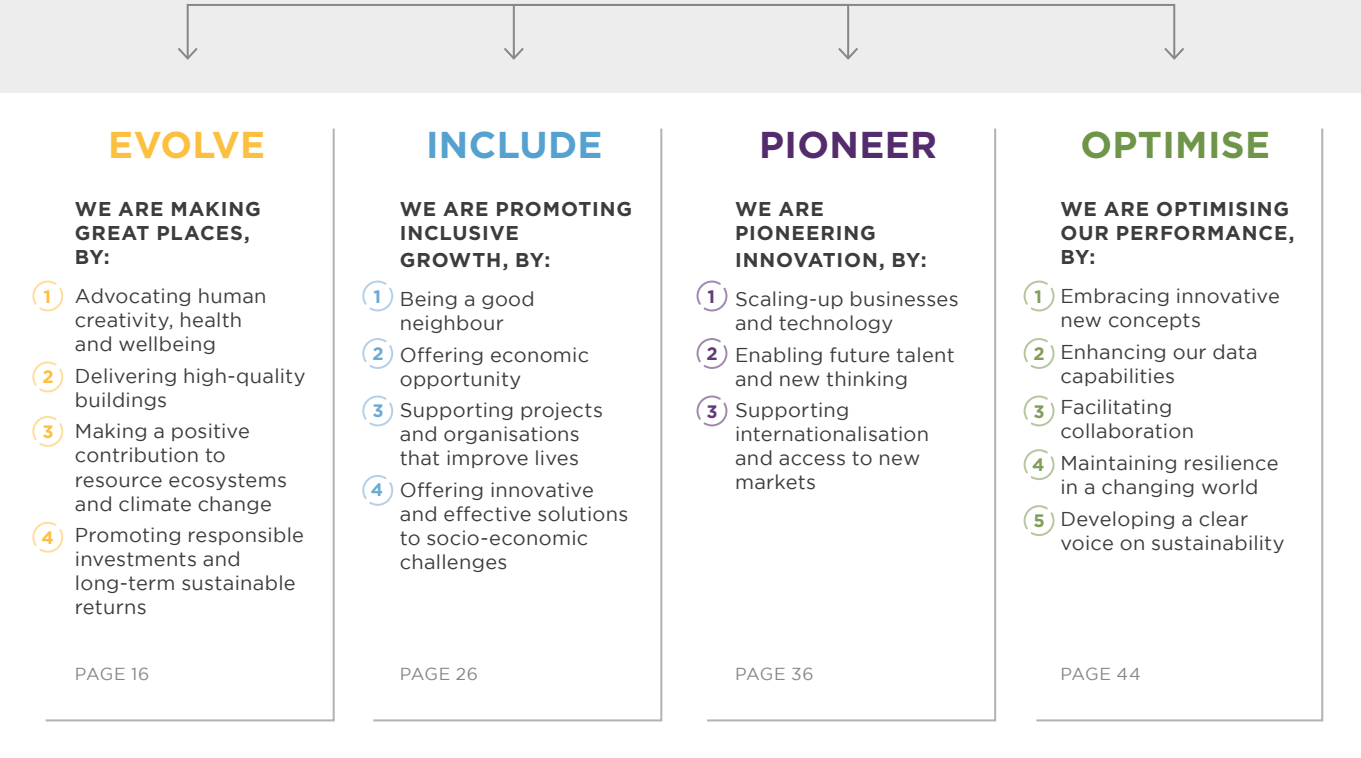 EVOLVE
WE ARE MAKING
GREAT PLACES,
BY:
1 Advocating human
creativity, health
and wellbeing
2 Delivering high-quality
buildings
3 Making a positive
contribution to
resource ecosystems
and climate change
4 Promoting responsible
investments and
long-term sustainable
returns
PAGE 16
INCLUDE
WE ARE PROMOTING
INCLUSIVE
GROWTH, BY:
1 Being a good
neighbour
2 Offering economic
opportunity
3 Supporting projects
and organisations
that improve lives
4 Offering innovative
and effective solutions
to socio-economic
challenges
PAGE 26
PIONEER
WE ARE
PIONEERING
INNOVATION, BY:
1 Scaling-up businesses
and technology
2 Enabling future talent
and new thinking
3 Supporting
internationalisation
and access to new
markets
PAGE 36
OPTIMISE
WE ARE OPTIMISING
OUR PERFORMANCE,
BY:
1 Embracing innovative
new concepts
2 Enhancing our data
capabilities
3 Facilitating
collaboration
4 Maintaining resilience
in a changing world
5 Developing a clear
voice on sustainability
PAGE 44